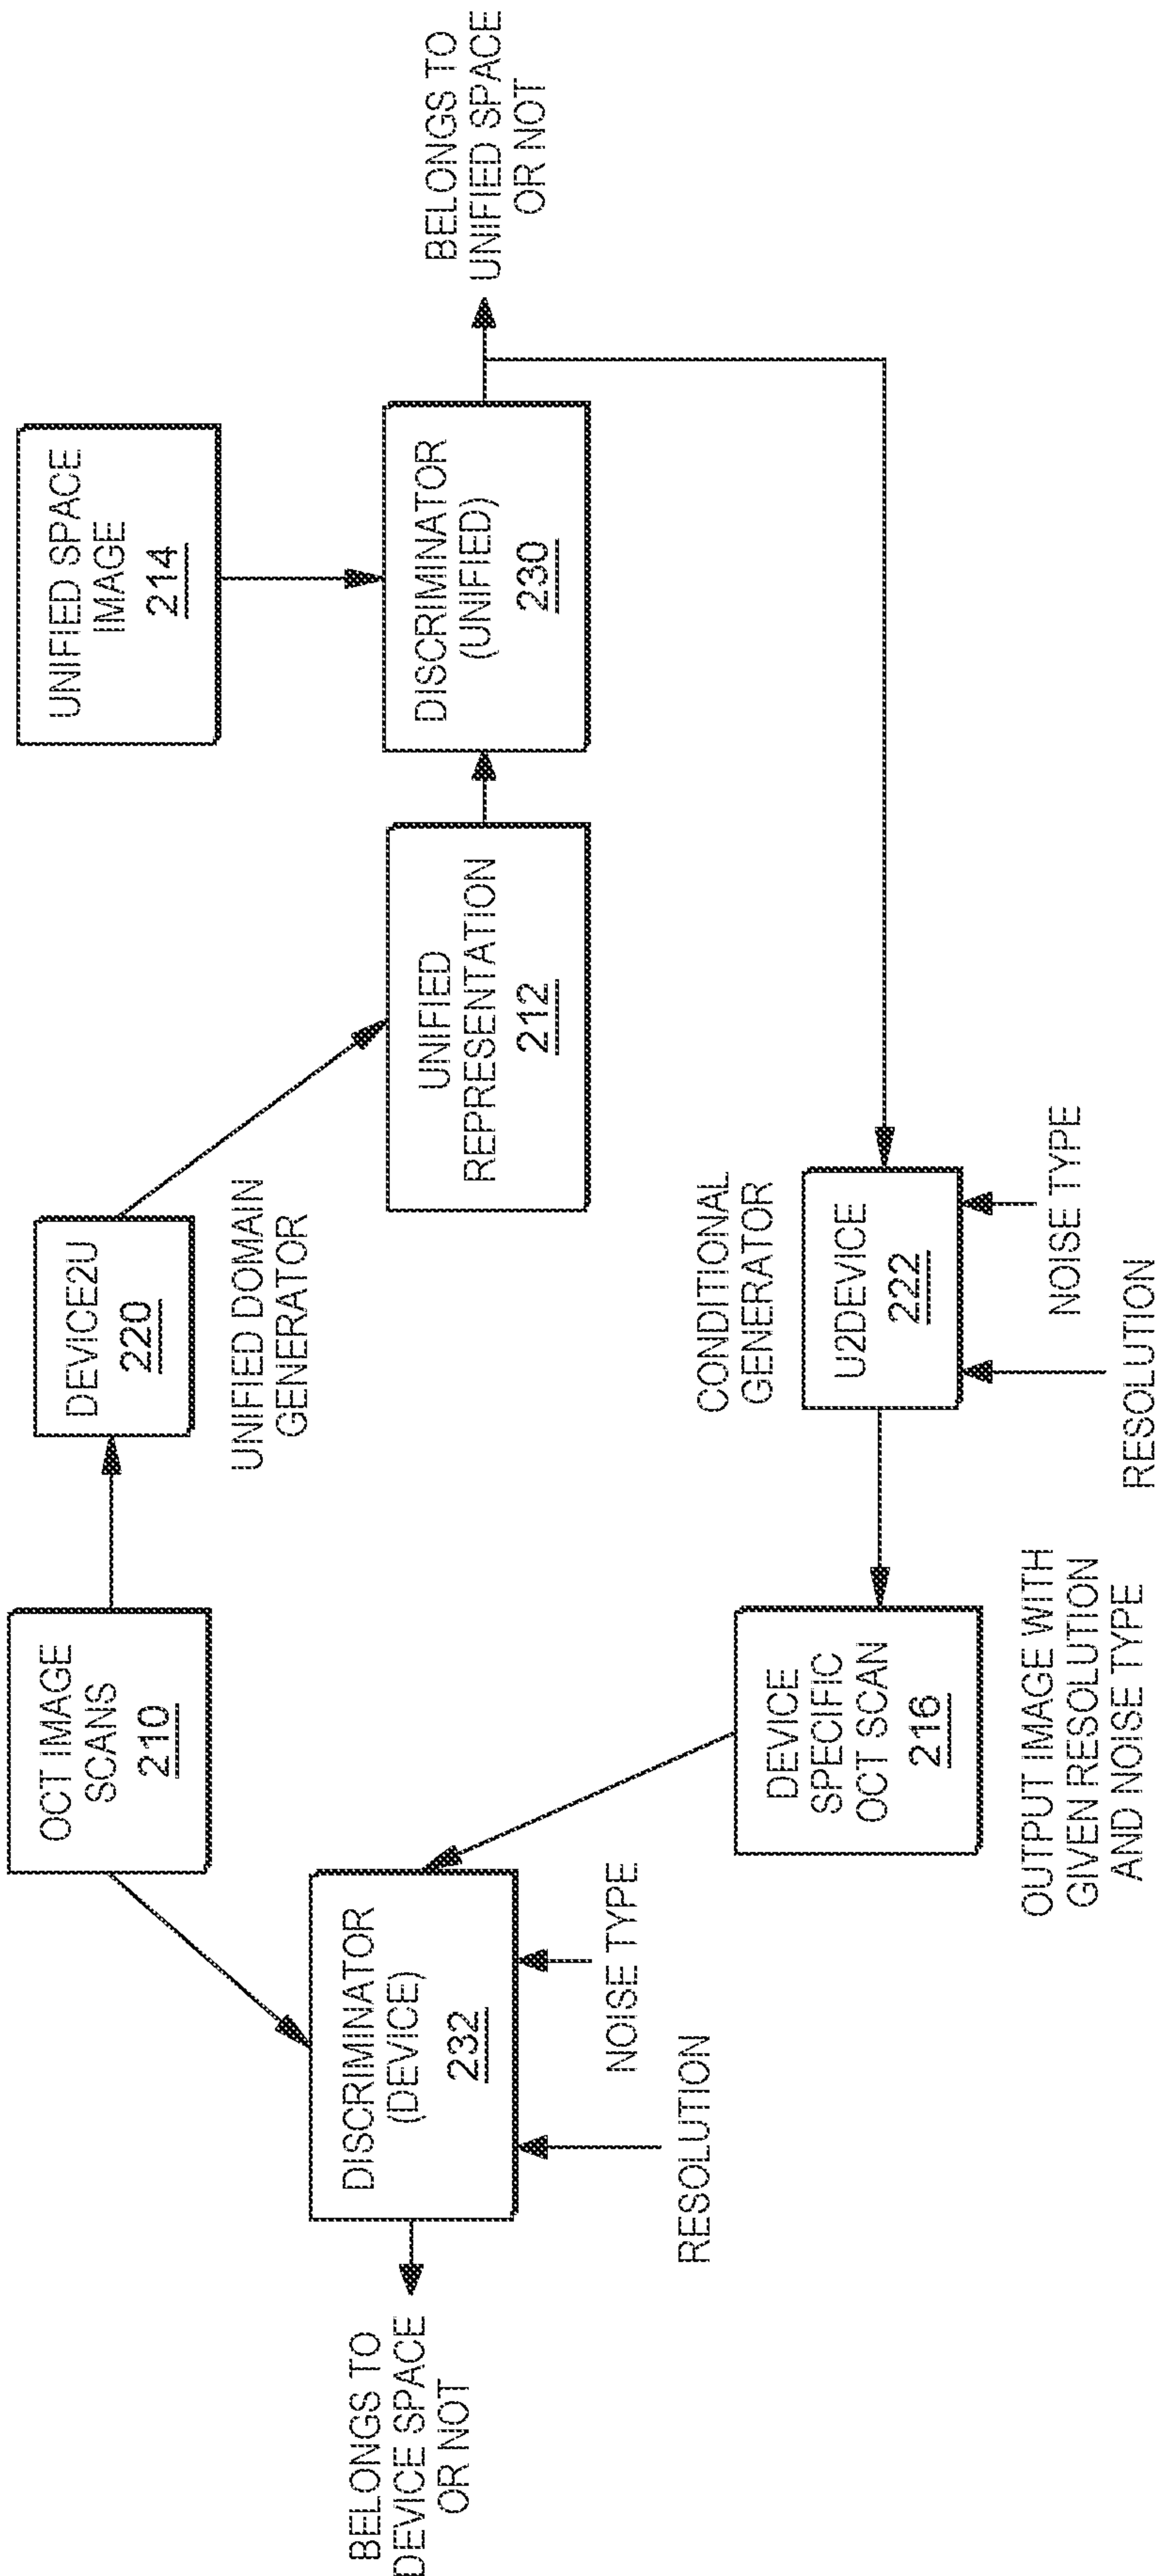 OCT IMAGE
SCANS
210
DEVICE2U
220
UNIFIED DOMAIN
GENERATOR
UNIFIED SPACE
IMAGE
214
UNIFIED
REPRESENTATION
212
DISCRIMINATOR
(UNIFIED)
230
BELONGS TO
UNIFIED SPACE
OR NOT
BELONGS TO
DEVICE SPACE
OR NOT
DISCRIMINATOR
(DEVICE)
232
NOISE TYPE
RESOLUTION
DEVICE
SPECIFIC
OCT SCAN
216
OUTPUT IMAGE WITH
GIVEN RESOLUTION
AND NOISE TYPE
CONDITIONAL
GENERATOR
U2DEVICE
222
NOISE TYPE
RESOLUTION